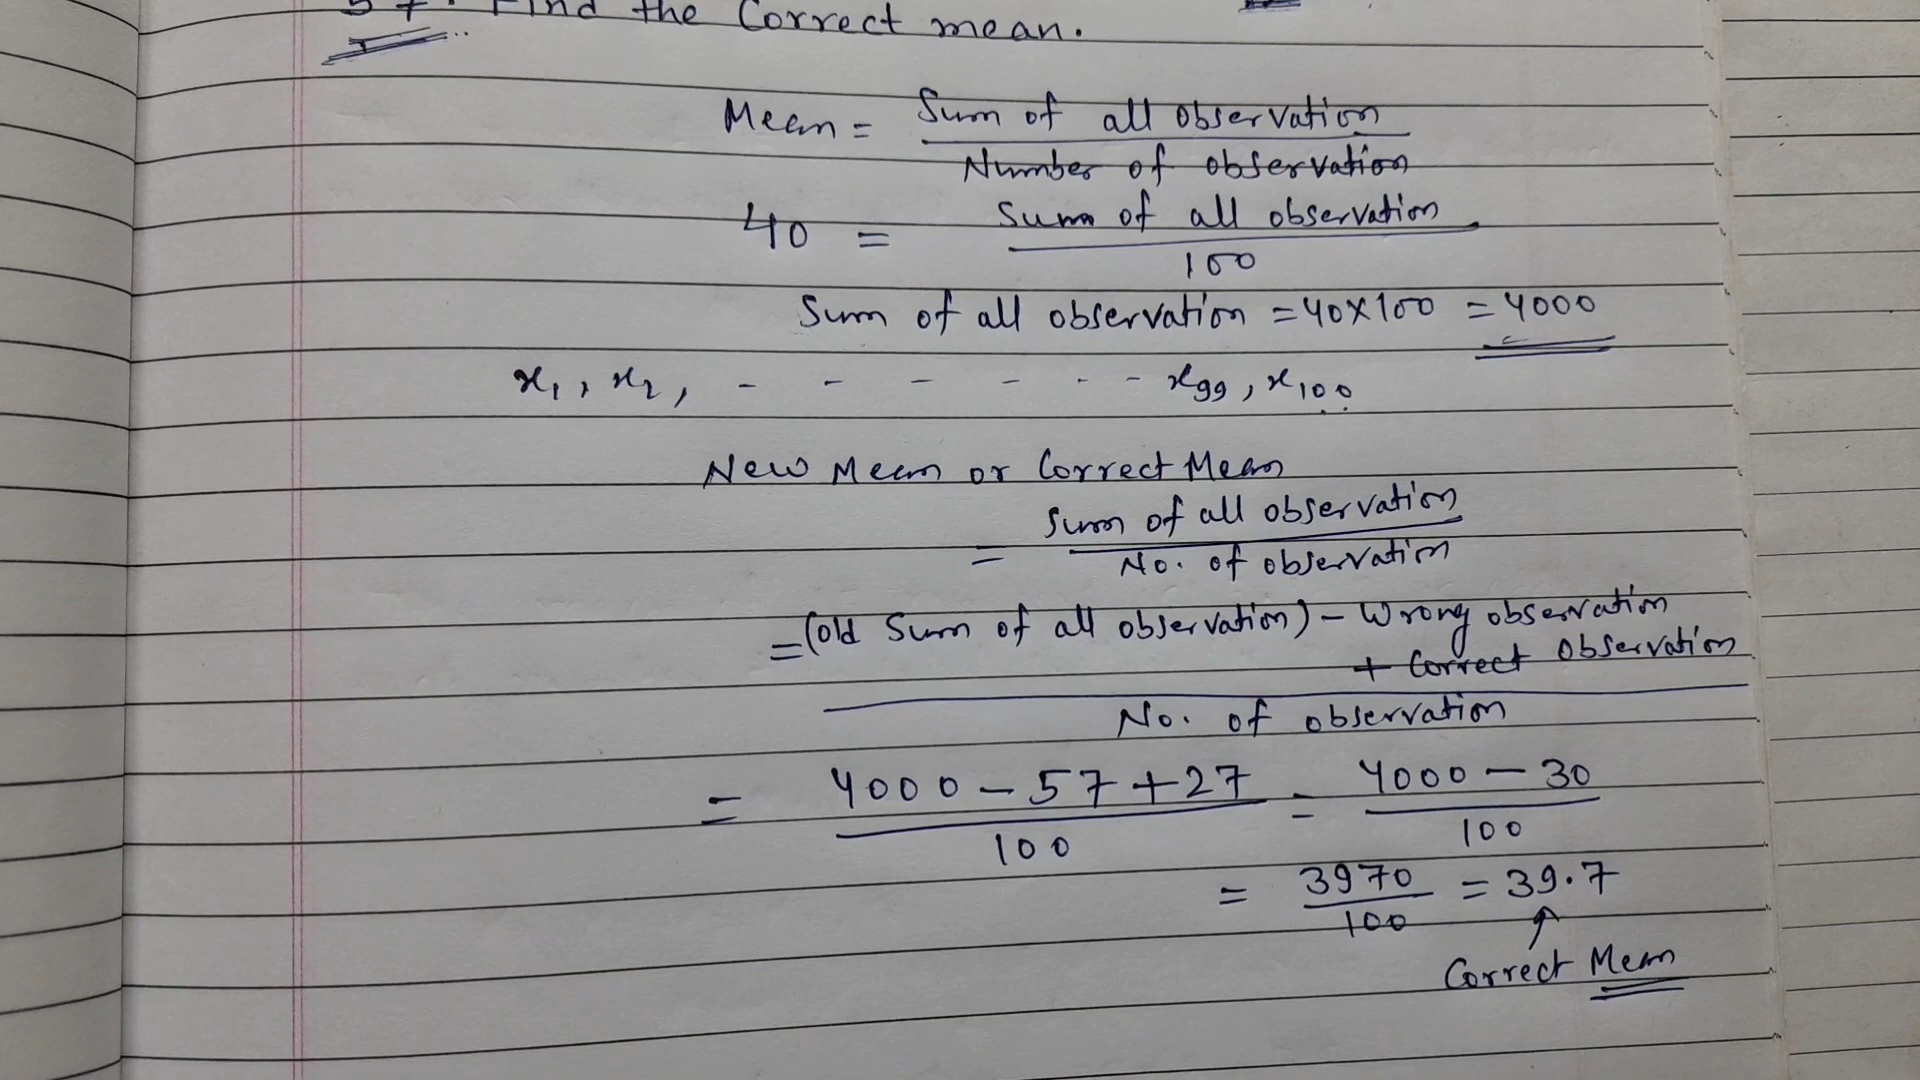 57. Find the Correct mean.
Mean = Sum of all observation
Number of observation
40 = Sum of all observation
100
Sum of all observation = 40×100 = 4000
x1, x2, - - - - - - x99, x100
New Mean or Correct Mean
= Sum of all observation
No. of observation
= (old Sum of all observation) - Wrong observation
+ Correct Observation
No. of observation
= 4000 - 57 + 27 = 4000 - 30
100 100
= 3970 = 39.7
100
Correct Mean